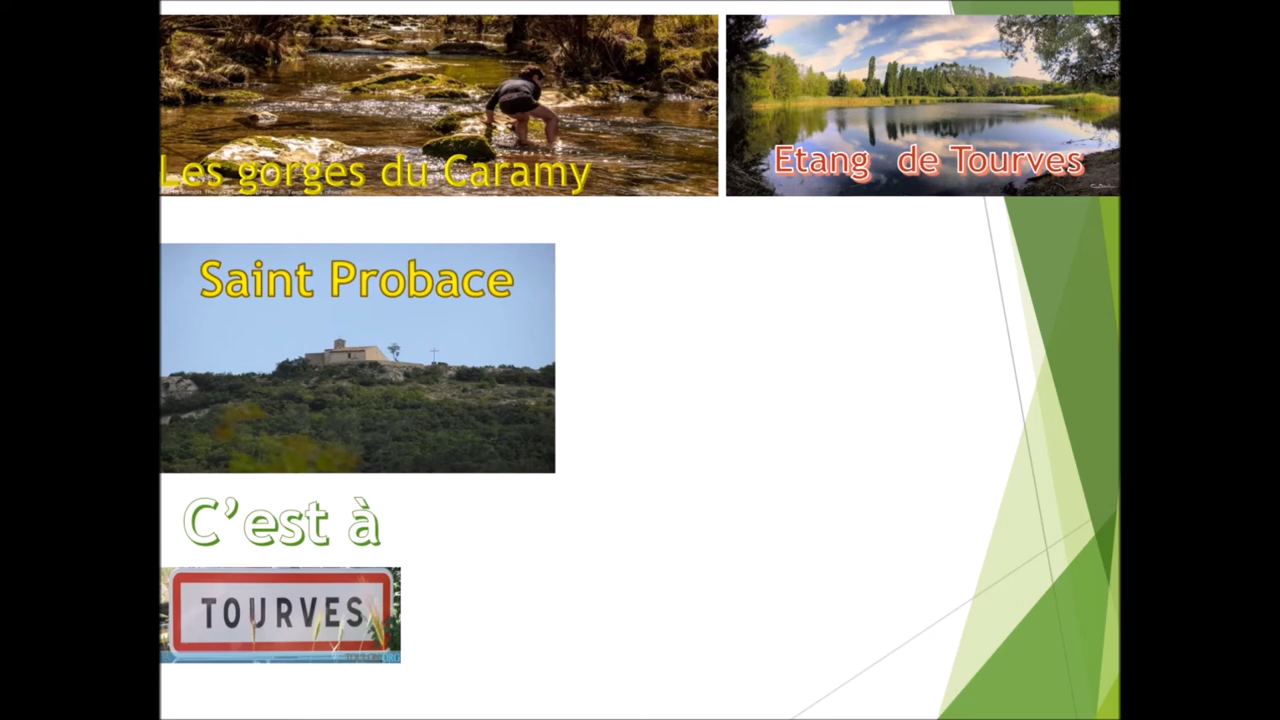 Les gorges du Caramy
Etang de Tourves
Saint Probace
C'est à
TOURVES